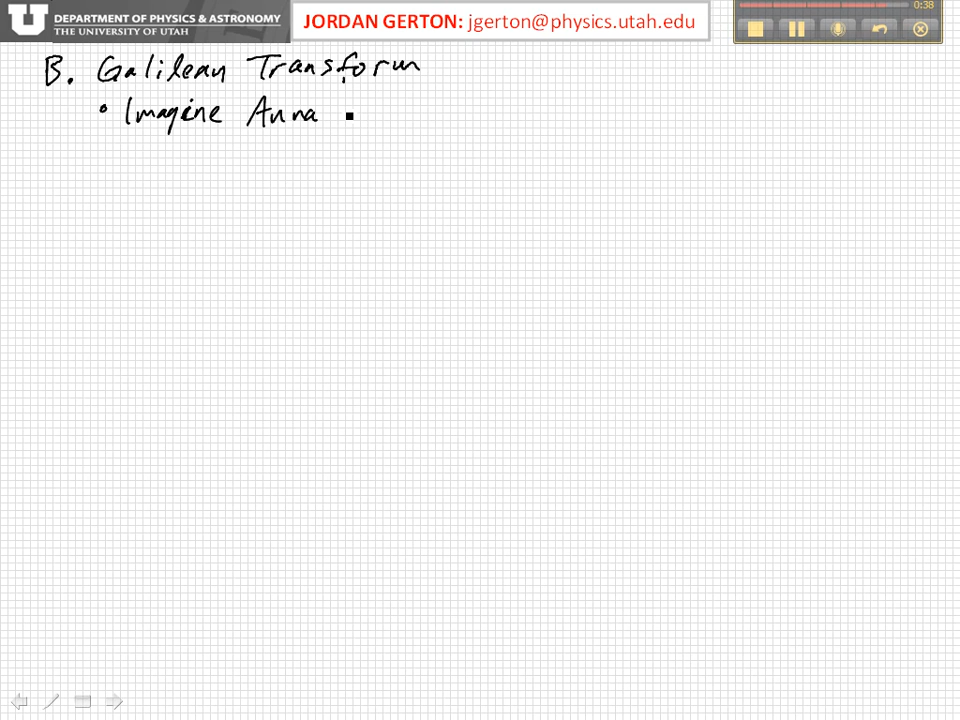 U DEPARTMENT OF PHYSICS & ASTRONOMY
THE UNIVERSITY OF UTAH
JORDAN GERTON: jgerton@physics.utah.edu
0:38
B. Galilean Transform
• Imagine Anna